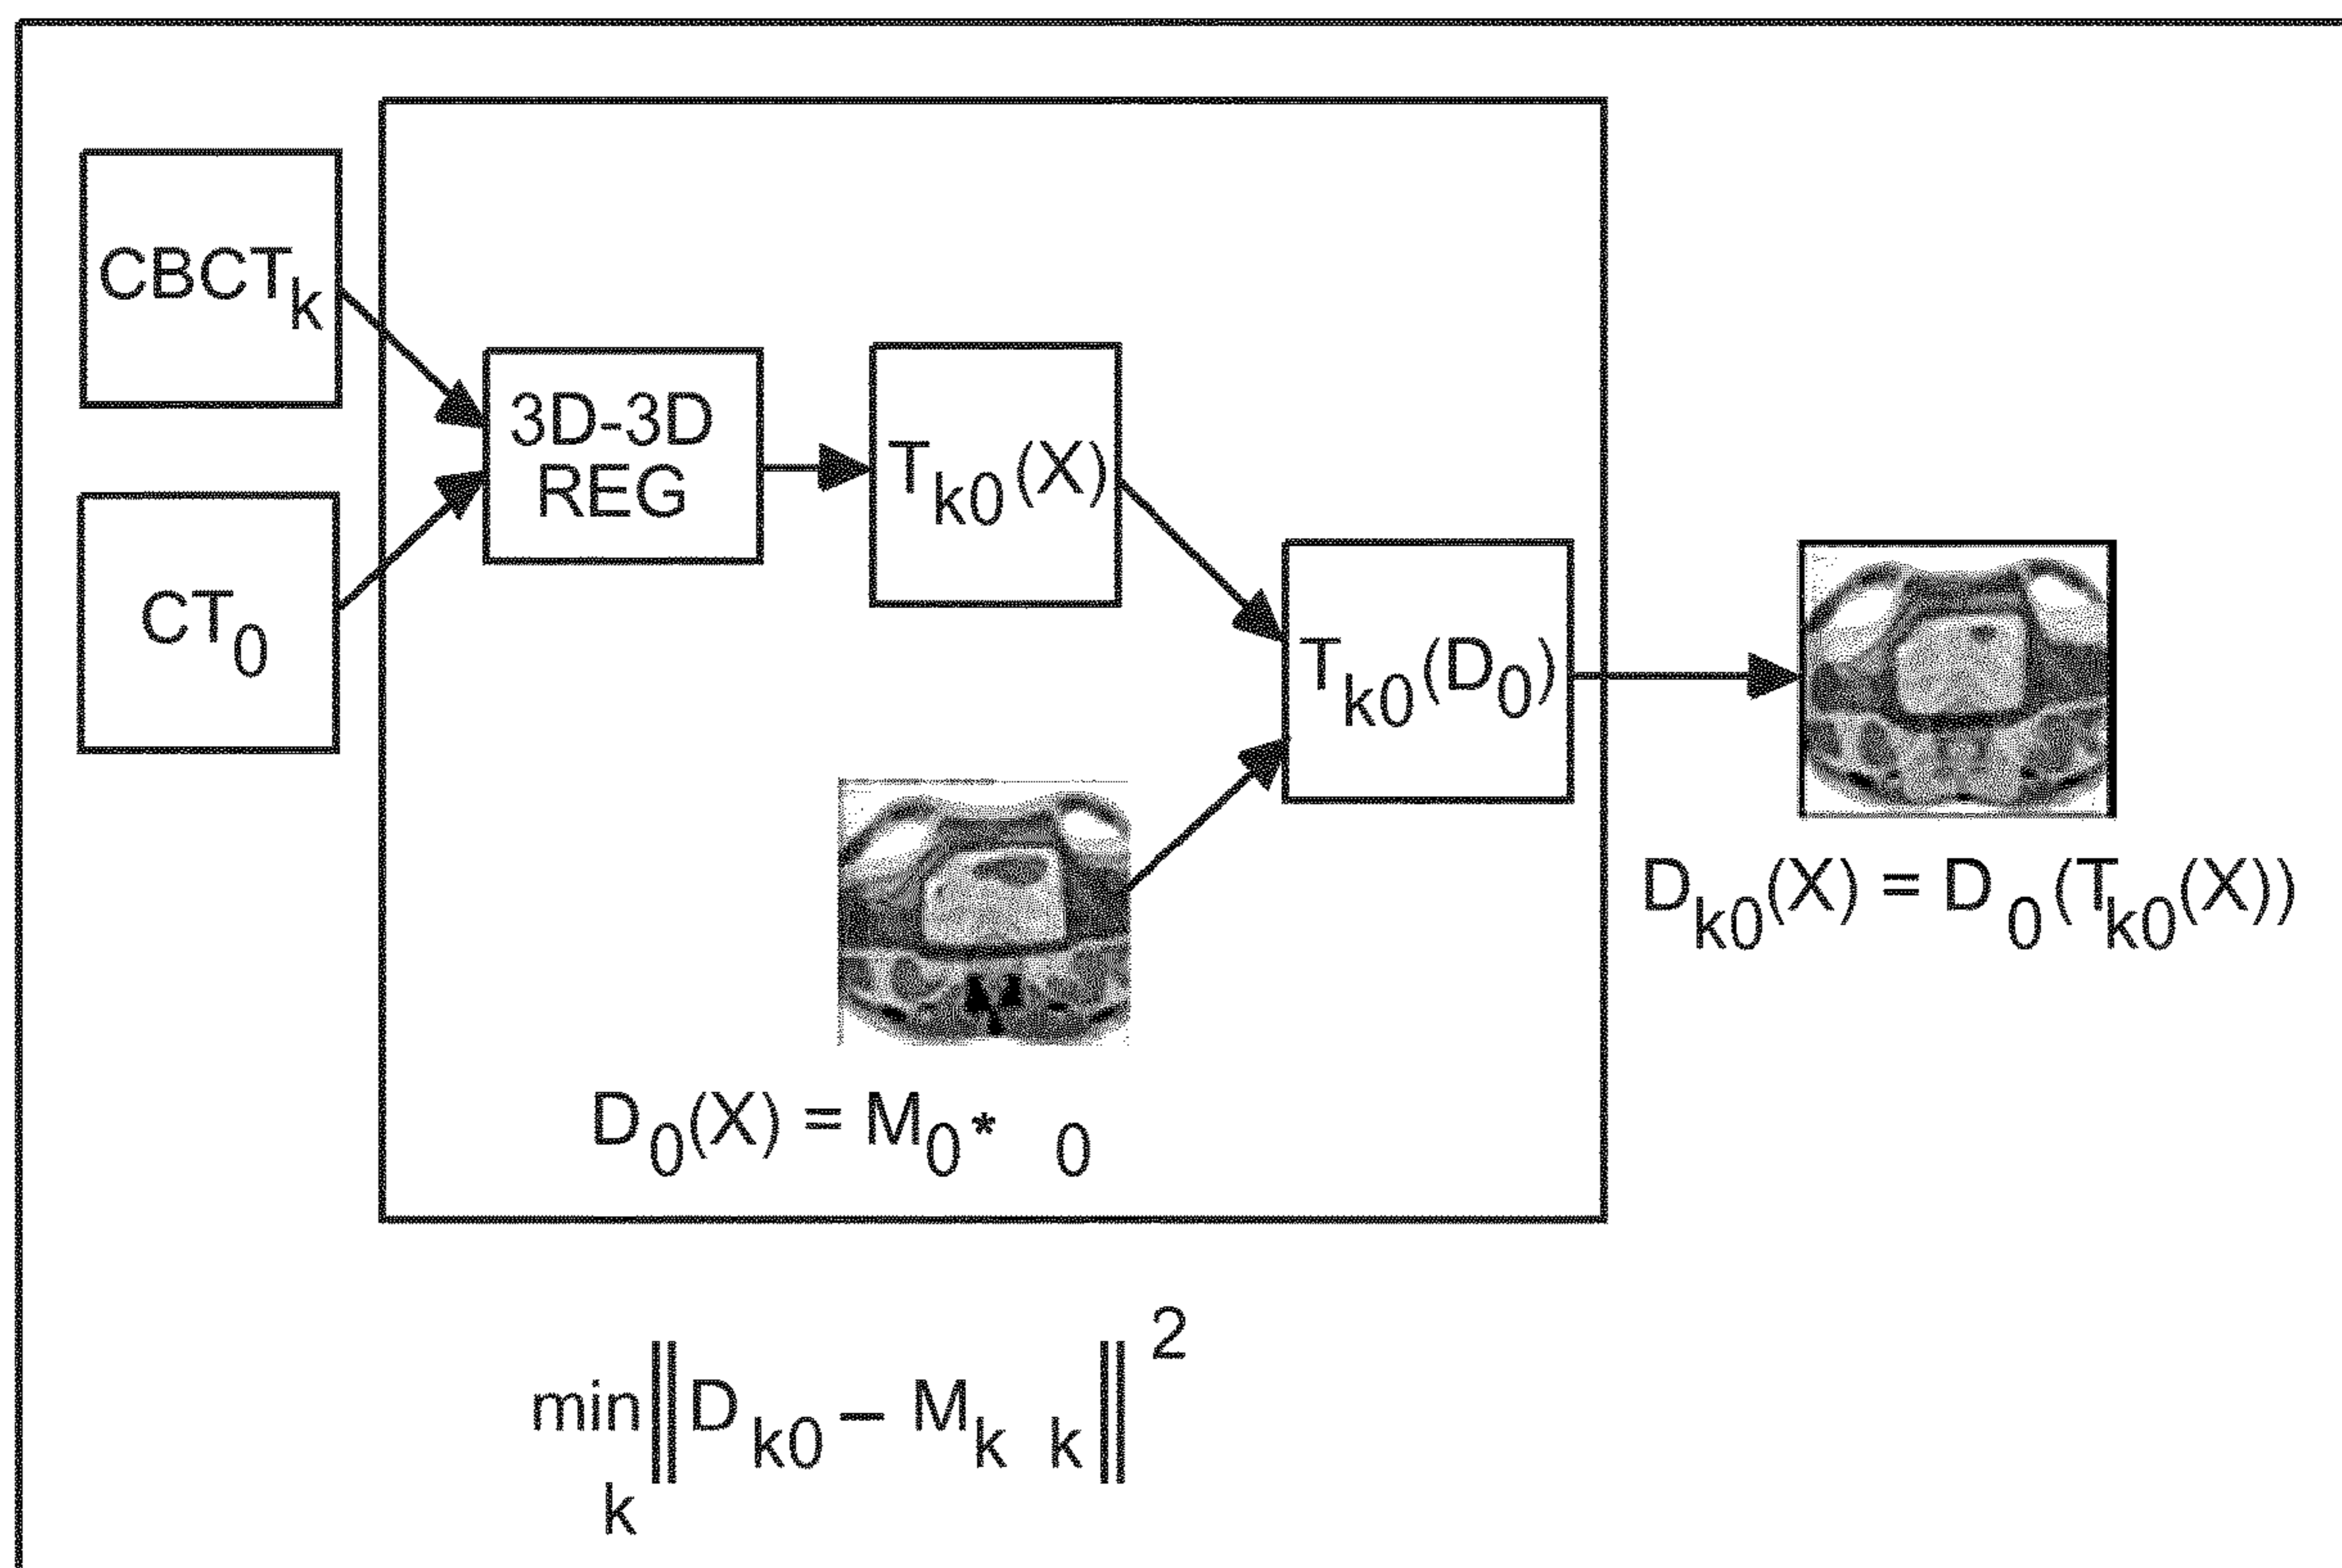 CBCTk
3D-3D
REG
Tk0(X)
CT0
Tk0(D0)
Dk0(X) = D0(Tk0(X))
D0(X) = M0* 0
min‖Dk0 – Mk k‖2
k